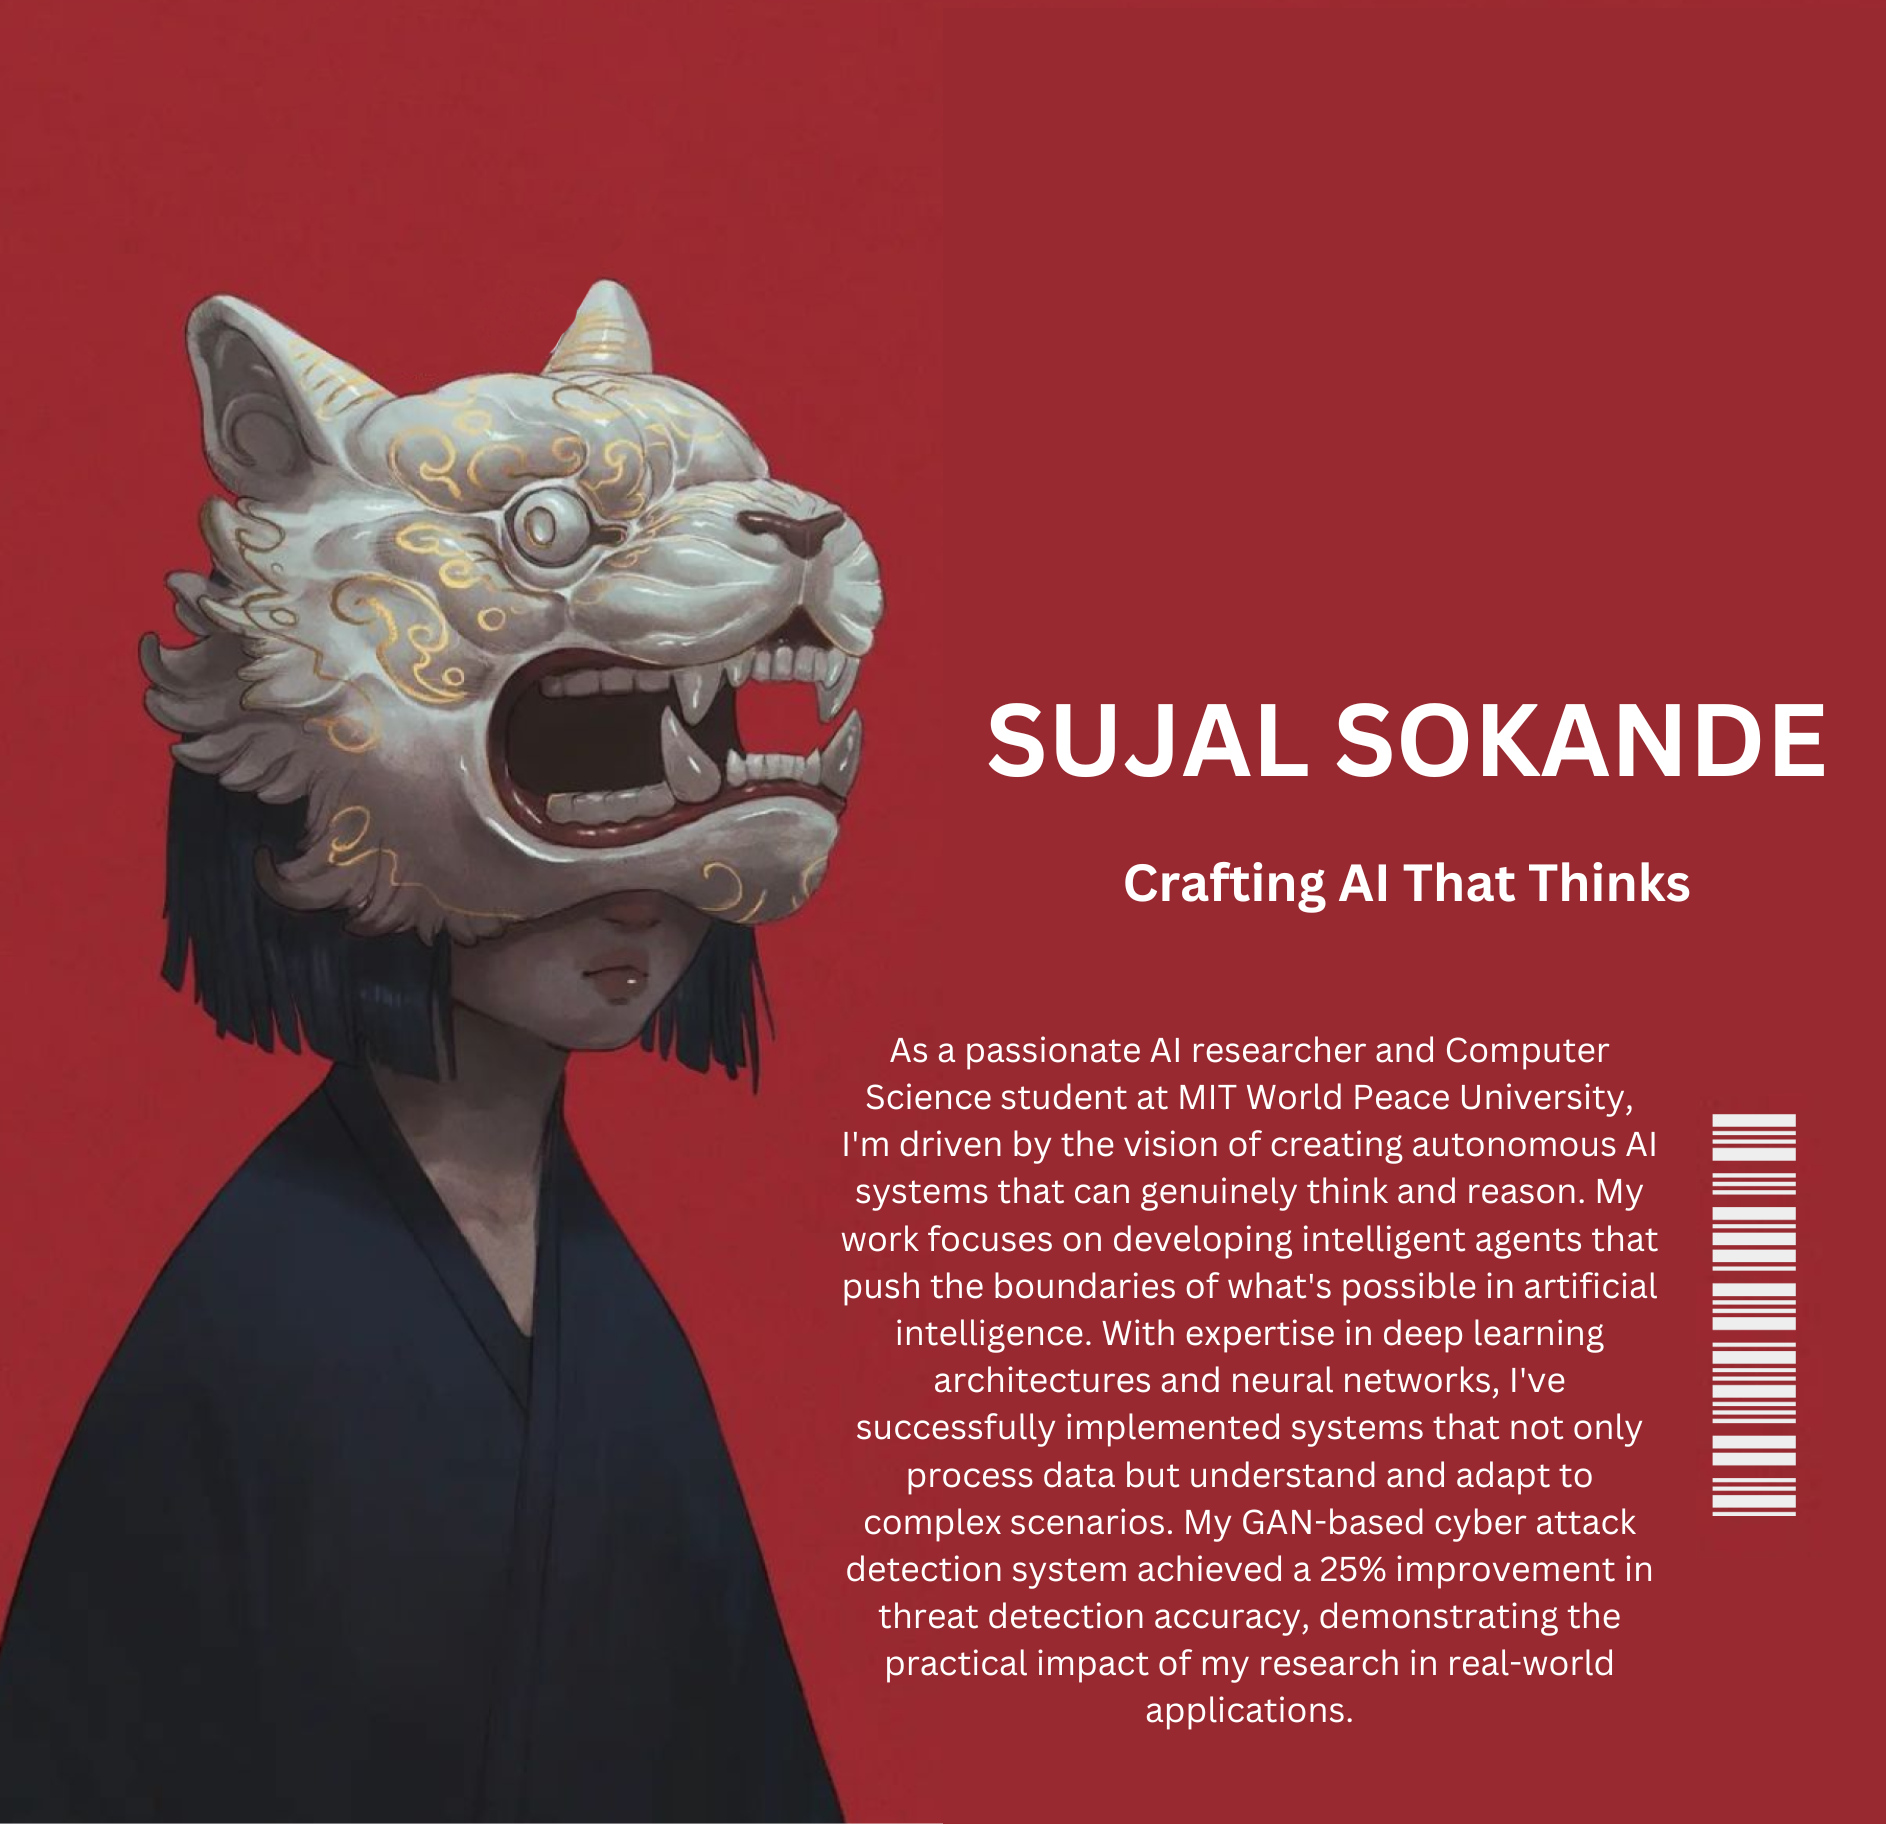 SUJAL SOKANDE
Crafting AI That Thinks
As a passionate AI researcher and Computer
Science student at MIT World Peace University,
I'm driven by the vision of creating autonomous AI
systems that can genuinely think and reason. My
work focuses on developing intelligent agents that
push the boundaries of what's possible in artificial
intelligence. With expertise in deep learning
architectures and neural networks, I've
successfully implemented systems that not only
process data but understand and adapt to
complex scenarios. My GAN-based cyber attack
detection system achieved a 25% improvement in
threat detection accuracy, demonstrating the
practical impact of my research in real-world
applications.